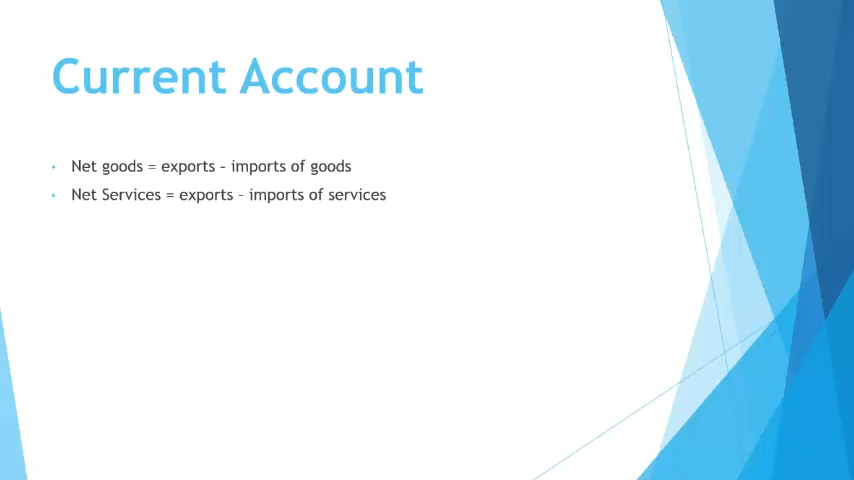 Current Account
• Net goods = exports – imports of goods
• Net Services = exports – imports of services